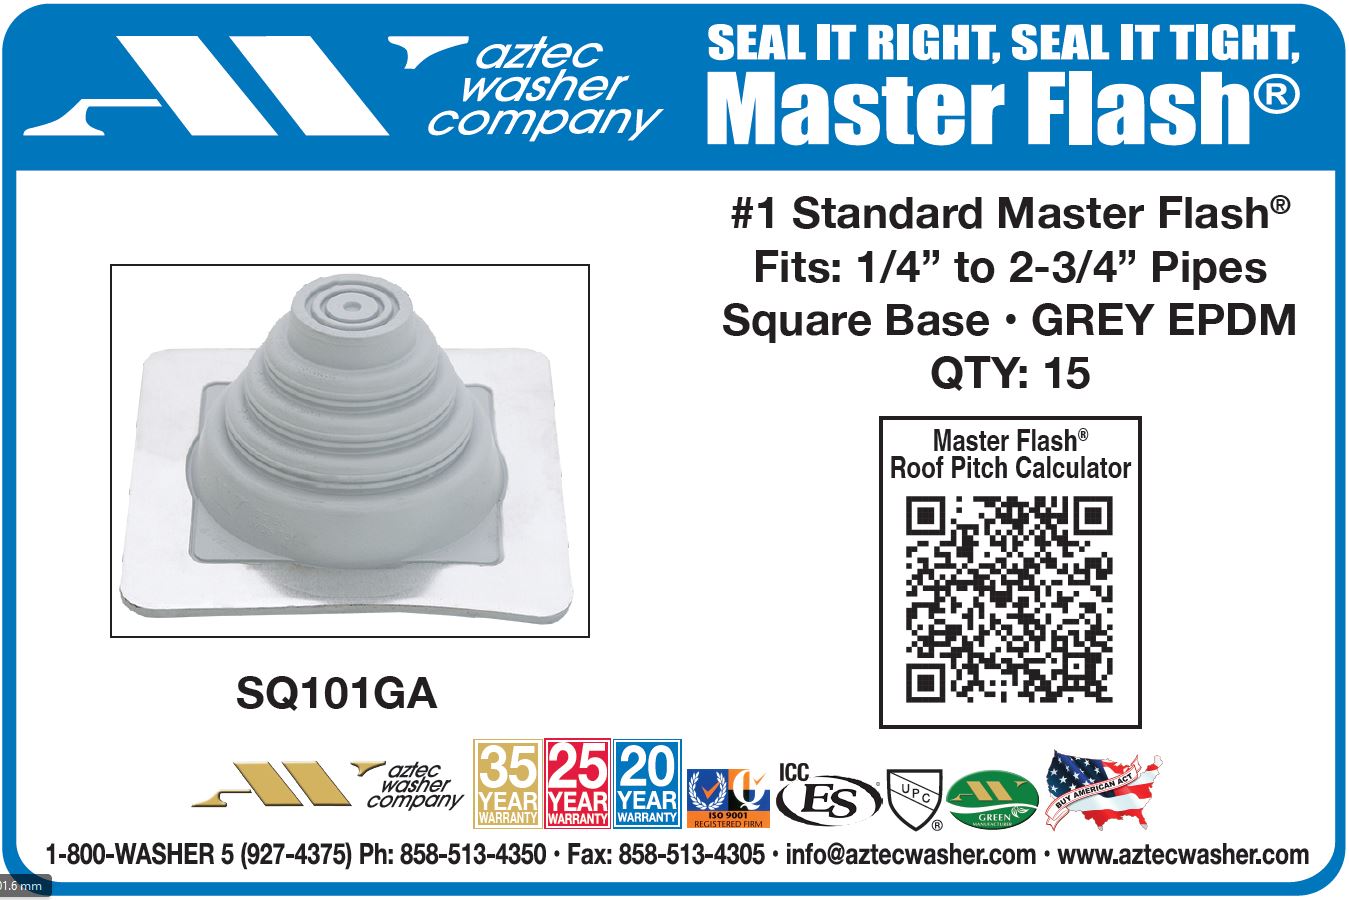 aztec
washer
company
SEAL IT RIGHT, SEAL IT TIGHT,
Master Flash®
#1 Standard Master Flash®
Fits: 1/4” to 2-3/4” Pipes
Square Base • GREY EPDM
QTY: 15
Master Flash®
Roof Pitch Calculator
SQ101GA
aztec
washer
company
35
YEAR
WARRANTY
25
YEAR
WARRANTY
20
YEAR
WARRANTY
ISO 9001
REGISTERED FIRM
ICC
ES
UPC
®
GREEN
MANUFACTURER
BUY AMERICAN ACT
1-800-WASHER 5 (927-4375) Ph: 858-513-4350 • Fax: 858-513-4305 • info@aztecwasher.com • www.aztecwasher.com
01.6 mm